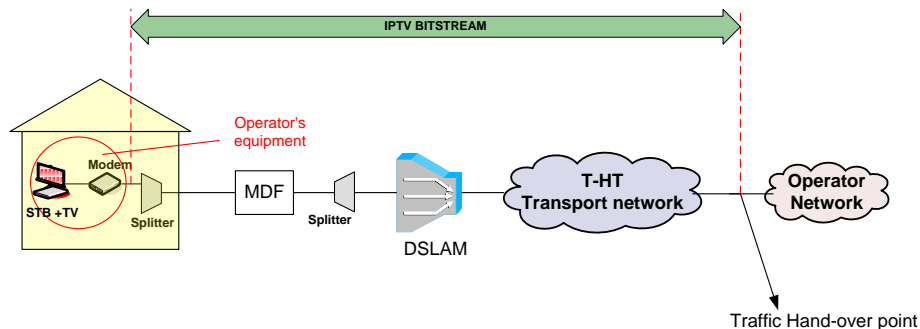 IPTV BITSTREAM
Operator's
equipment
Modem
STB +TV
Splitter
MDF
Splitter
DSLAM
T-HT
Transport network
Operator
Network
Traffic Hand-over point